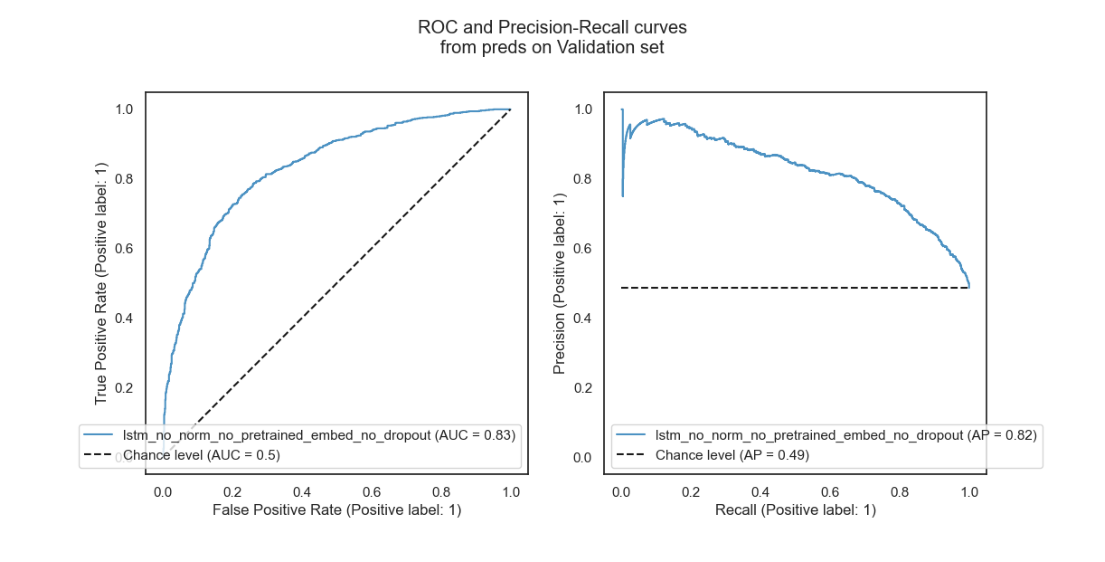 ROC and Precision-Recall curves
from preds on Validation set
True Positive Rate (Positive label: 1)
1.0
0.8
0.6
0.4
0.2
0.0
lstm_no_norm_no_pretrained_embed_no_dropout (AUC = 0.83)
Chance level (AUC = 0.5)
0.0 0.2 0.4 0.6 0.8 1.0
False Positive Rate (Positive label: 1)
Precision (Positive label: 1)
1.0
0.8
0.6
0.4
0.2
0.0
lstm_no_norm_no_pretrained_embed_no_dropout (AP = 0.82)
Chance level (AP = 0.49)
0.0 0.2 0.4 0.6 0.8 1.0
Recall (Positive label: 1)